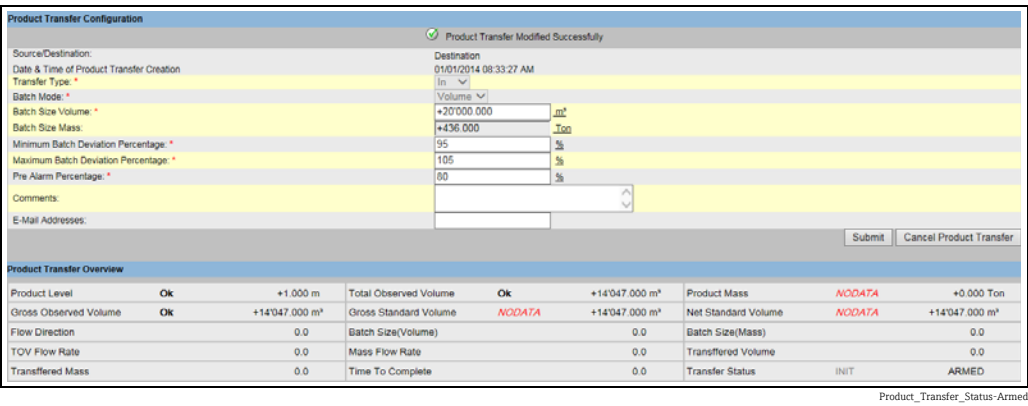 Product Transfer Configuration
Product Transfer Modified Successfully
Source/Destination: Destination
Date & Time of Product Transfer Creation 01/01/2014 08:33:27 AM
Transfer Type: * In
Batch Mode: * Volume
Batch Size Volume: * +20'000.000 m³
Batch Size Mass: +436.000 Ton
Minimum Batch Deviation Percentage: * 95 %
Maximum Batch Deviation Percentage: * 105 %
Pre Alarm Percentage: * 80 %
Comments:
E-Mail Addresses:
Submit Cancel Product Transfer
Product Transfer Overview
Product Level Ok +1.000 m Total Observed Volume Ok +14'047.000 m³ Product Mass NODATA +0.000 Ton
Gross Observed Volume Ok +14'047.000 m³ Gross Standard Volume NODATA +14'047.000 m³ Net Standard Volume NODATA +14'047.000 m³
Flow Direction 0.0 Batch Size(Volume) 0.0 Batch Size(Mass) 0.0
TOV Flow Rate 0.0 Mass Flow Rate 0.0 Transffered Volume 0.0
Transffered Mass 0.0 Time To Complete 0.0 Transfer Status INIT ARMED
Product_Transfer_Status-Armed